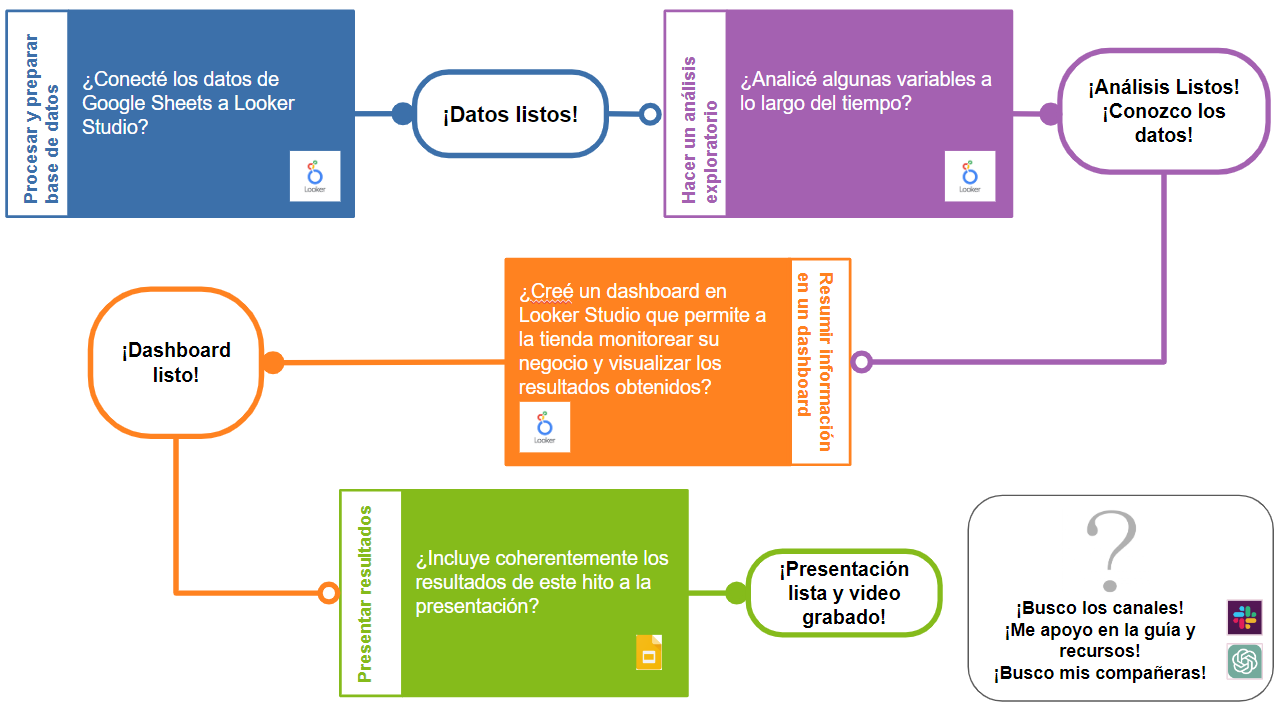 Procesar y preparar
base de datos
¿Conecté los datos de
Google Sheets a Looker
Studio?
Looker
¡Datos listos!
Hacer un análisis
exploratorio
¿Analicé algunas variables a
lo largo del tiempo?
Looker
¡Análisis Listos!
¡Conozco los
datos!
Resumir información
en un dashboard
¿Creé un dashboard en
Looker Studio que permite a
la tienda monitorear su
negocio y visualizar los
resultados obtenidos?
Looker
¡Dashboard
listo!
Presentar resultados
¿Incluye coherentemente los
resultados de este hito a la
presentación?
¡Presentación
lista y video
grabado!
?
¡Busco los canales!
¡Me apoyo en la guía y
recursos!
¡Busco mis compañeras!